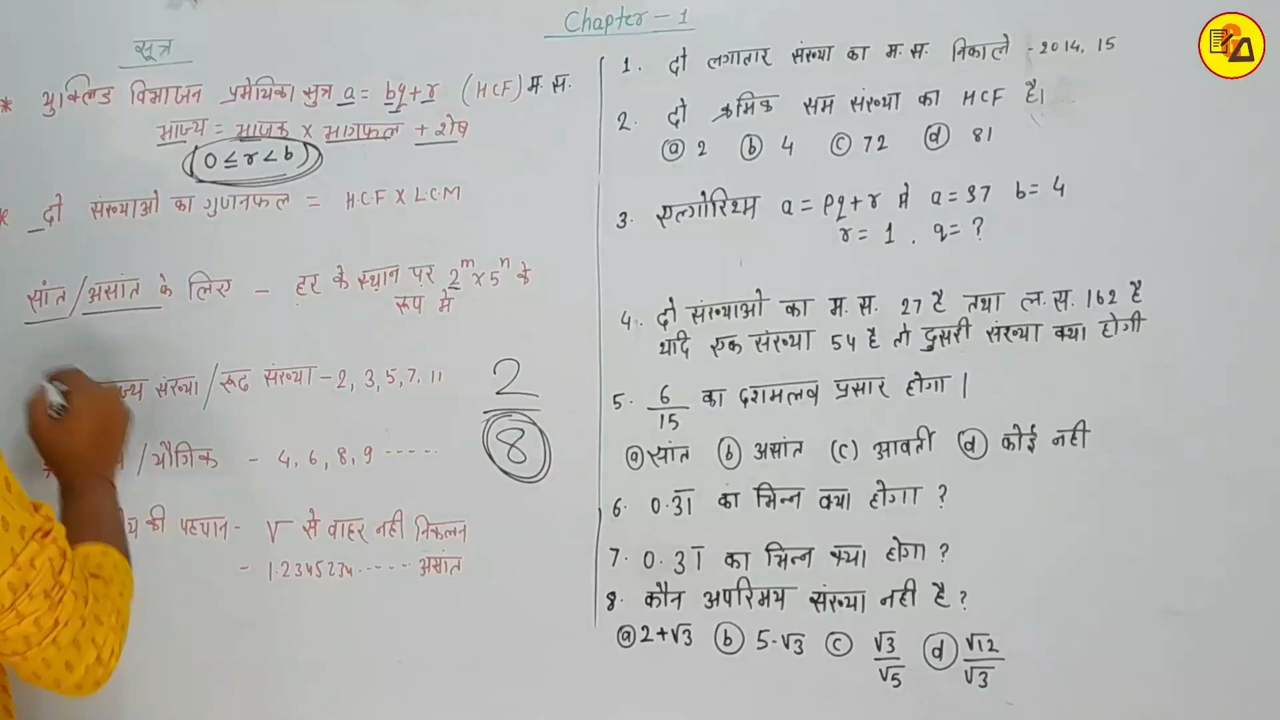 Chapter - 1
सूत्र
* युक्लिड विभाजन प्रमेयिका सुत्र a = bq + r (HCF) म.स.
भाज्य = भाजक × भागफल + शेष
(0 ≤ r < b)
* दो संख्याओ का गुणनफल = H.C.F × L.C.M
सांत/असांत के लिए - हर के स्थान पर 2^m × 5^n के
रूप में
संख्या/रूढ संख्या - 2, 3, 5, 7, 11
2/8
/यौगिक - 4, 6, 8, 9 .....
की पहचान - √ से बाहर नही निकलन
- 1.2345234...... असांत
1. दो लगातार संख्या का म.स. निकाले - 2014, 15
2. दो क्रमिक सम संख्या का HCF है।
(a) 2 (b) 4 (c) 72 (d) 81
3. एल्गोरिथ्म a = pq + r मे a = 37 b = 4
r = 1 . q = ?
4. दो संख्याओ का म.स. 27 है तथा ल.स. 162 है
यदि एक संख्या 54 है तो दुसरी संख्या क्या होगी
5. 6/15 का दशमलव प्रसार होगा |
(a) सांत (b) असांत (c) आवर्ती (d) कोई नही
6. 0.3̅1̅ का भिन्न क्या होगा ?
7. 0.31̅ का भिन्न क्या होगा ?
8. कौन अपरिमय संख्या नही है ?
(a) 2+√3 (b) 5-√3 (c) √3/√5 (d) √12/√3